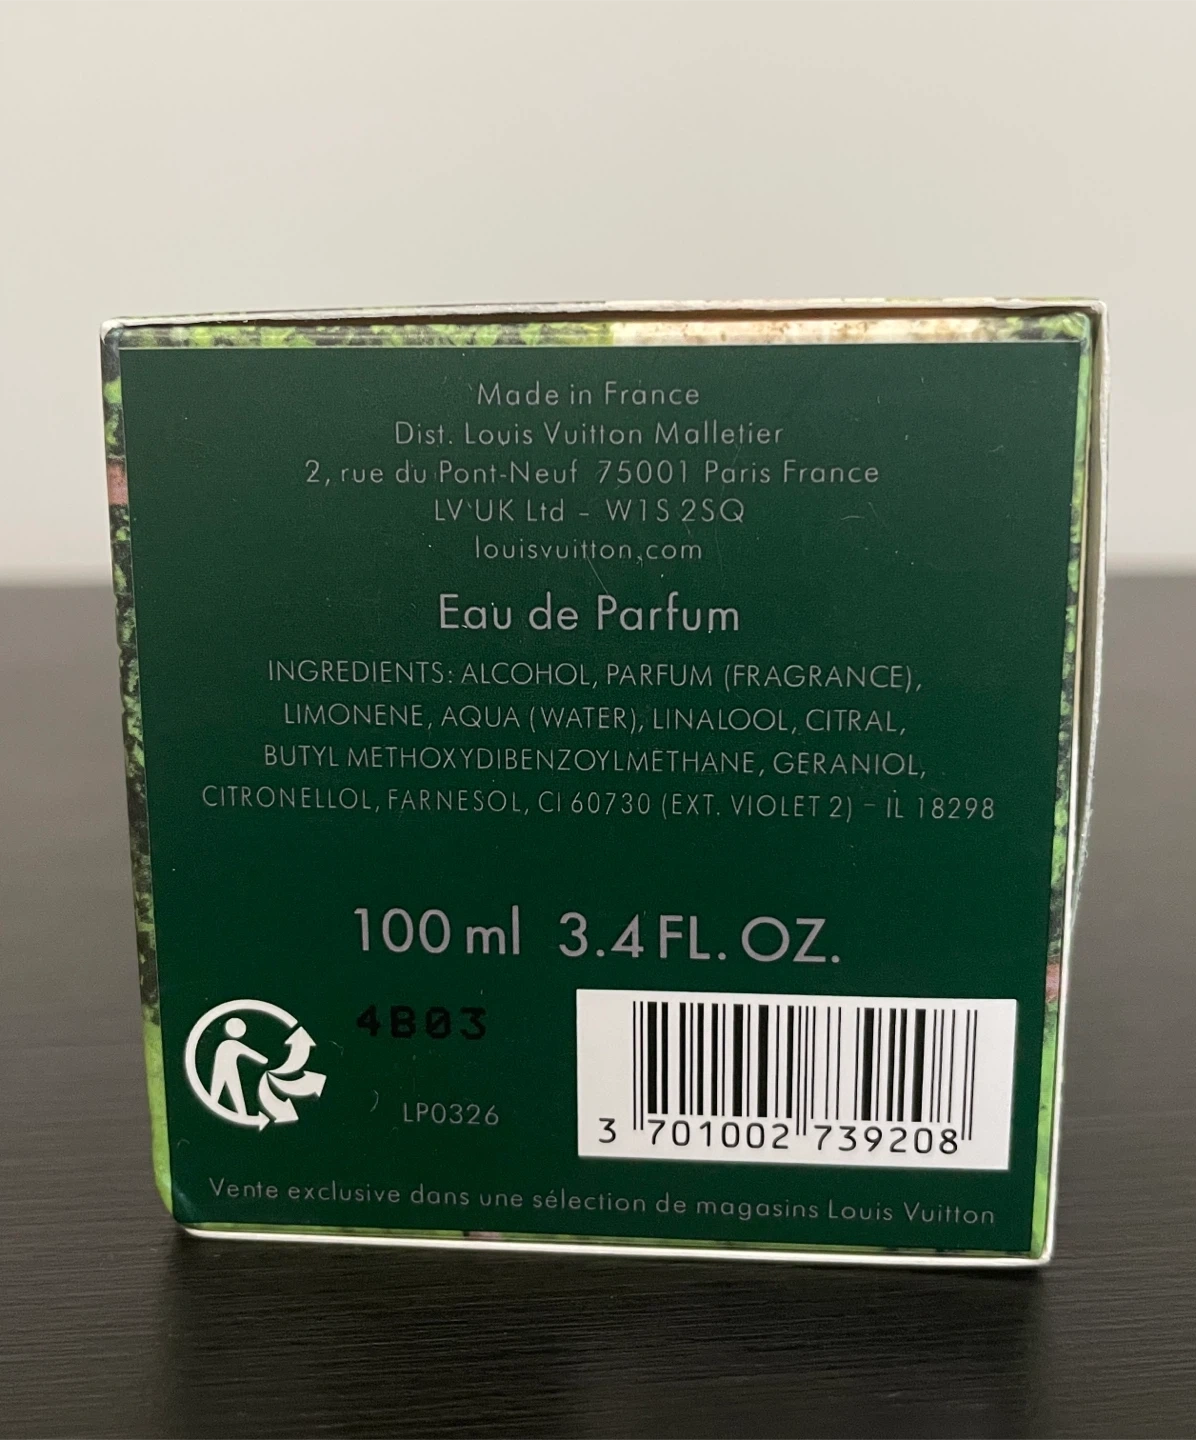 Made in France
Dist. Louis Vuitton Malletier
2, rue du Pont-Neuf 75001 Paris France
LV UK Ltd - W1S 2SQ
louisvuitton.com
Eau de Parfum
INGREDIENTS: ALCOHOL, PARFUM (FRAGRANCE),
LIMONENE, AQUA (WATER), LINALOOL, CITRAL,
BUTYL METHOXYDIBENZOYLMETHANE, GERANIOL,
CITRONELLOL, FARNESOL, CI 60730 (EXT. VIOLET 2) - IL 18298
100 ml 3.4 FL. OZ.
4B03
LP0326
3 701002 739208
Vente exclusive dans une sélection de magasins Louis Vuitton